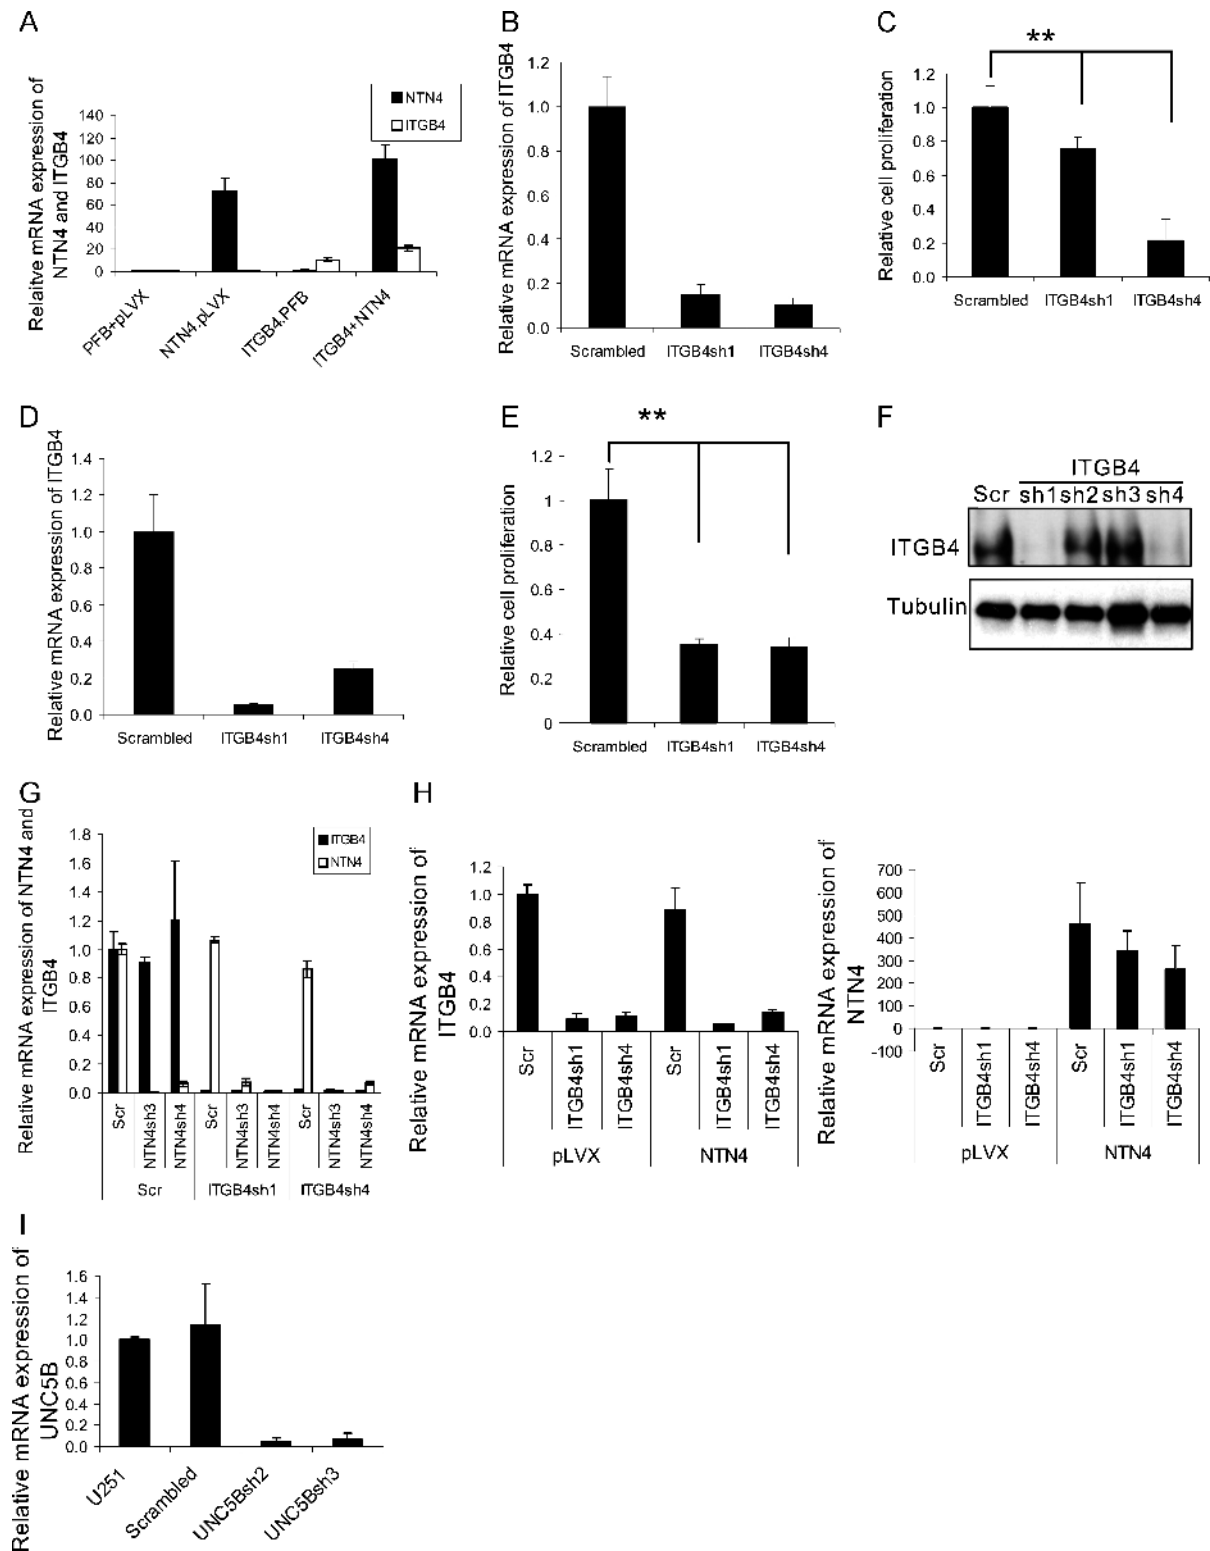 A
Relaitve mRNA expression of
NTN4 and ITGB4
140
120
100
80
60
40
20
0
NTN4
ITGB4
PFB+pLVX
NTN4.pLVX
ITGB4.PFB
ITGB4+NTN4
B
Relative mRNA expression of ITGB4
1.2
1.0
0.8
0.6
0.4
0.2
0.0
Scrambled ITGB4sh1 ITGB4sh4
C
**
Relative cell proliferation
1.2
1.0
0.8
0.6
0.4
0.2
0.0
Scrambled ITGB4sh1 ITGB4sh4
D
Relative mRNA expression of ITGB4
1.4
1.2
1.0
0.8
0.6
0.4
0.2
0.0
Scrambled ITGB4sh1 ITGB4sh4
E
**
Relative cell proliferation
1.2
1
0.8
0.6
0.4
0.2
0
Scrambled ITGB4sh1 ITGB4sh4
F
ITGB4
Scr sh1 sh2 sh3 sh4
ITGB4
Tubulin
G
Relative mRNA expression of NTN4 and
ITGB4
1.8
1.6
1.4
1.2
1.0
0.8
0.6
0.4
0.2
0.0
ITGB4
NTN4
Scr NTN4sh3 NTN4sh4 Scr NTN4sh3 NTN4sh4 Scr NTN4sh3 NTN4sh4
Scr ITGB4sh1 ITGB4sh4
H
Relative mRNA expression of
ITGB4
1.2
1.0
0.8
0.6
0.4
0.2
0.0
Scr ITGB4sh1 ITGB4sh4 Scr ITGB4sh1 ITGB4sh4
pLVX NTN4
Relative mRNA expression of
NTN4
700
600
500
400
300
200
100
0
-100
Scr ITGB4sh1 ITGB4sh4 Scr ITGB4sh1 ITGB4sh4
pLVX NTN4
I
Relative mRNA expression of
UNC5B
1.6
1.4
1.2
1.0
0.8
0.6
0.4
0.2
0.0
U251
Scrambled
UNC5Bsh2
UNC5Bsh3